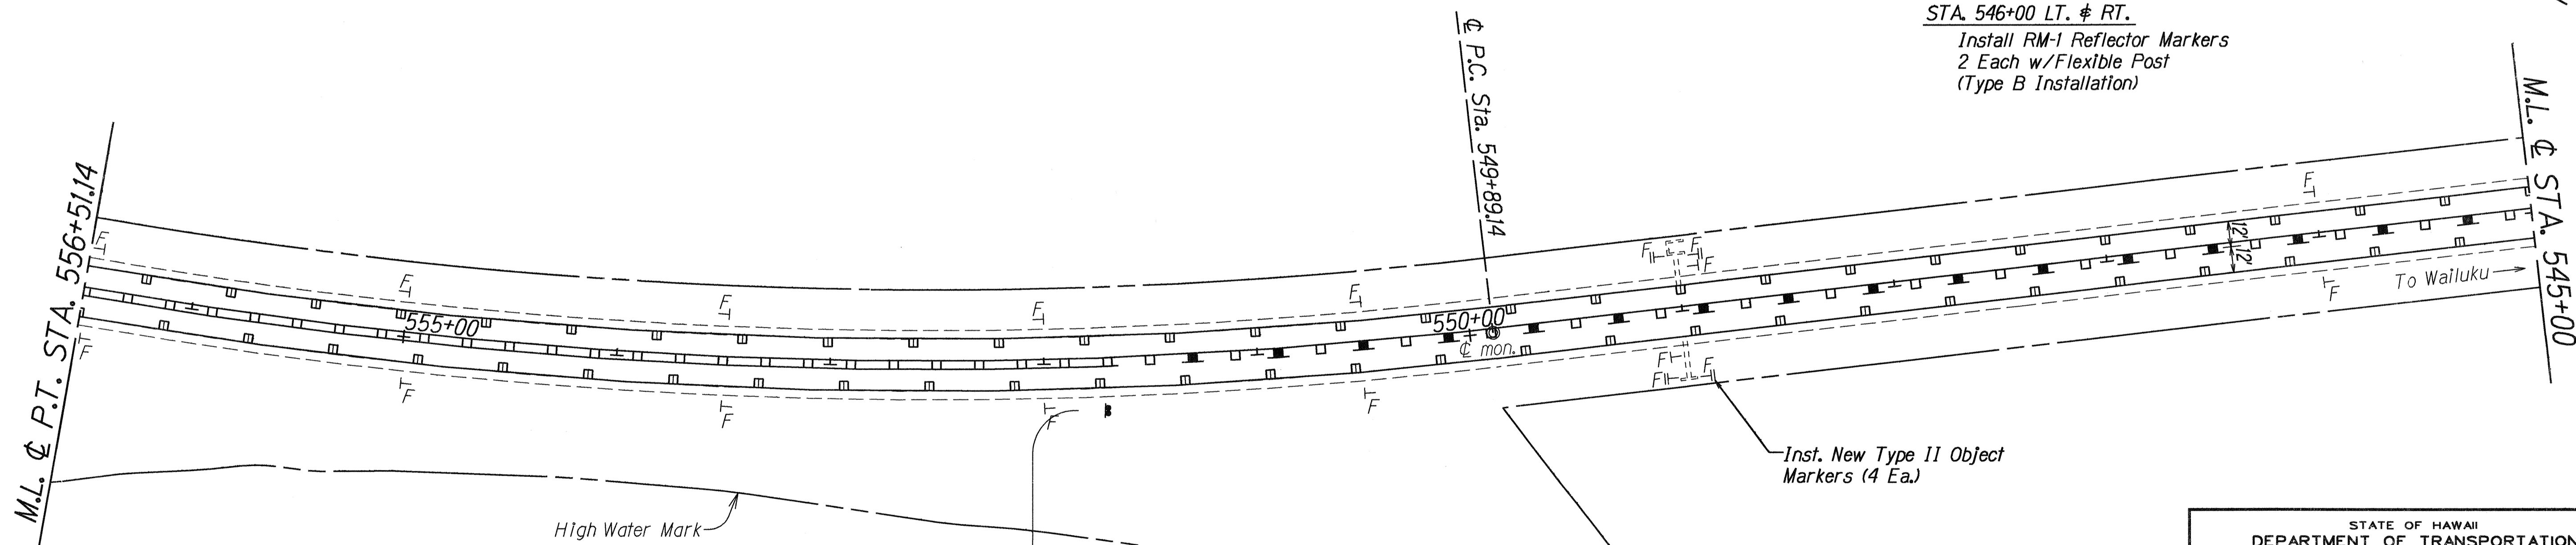 STA. 546+00 LT. & RT.
Install RM-1 Reflector Markers
2 Each w/Flexible Post
(Type B Installation)
℄ P.C. Sta. 549+89.14
M.L. ℄ STA. 545+00
M.L. ℄ P.T. STA. 556+51.14
F
F
F
F
F
F
F
F
F
12'
12'
555+00
550+00
℄ mon.
To Wailuku
F
F
F
F
F
F
F
F
F
Inst. New Type II Object
Markers (4 Ea.)
High Water Mark
STATE OF HAWAII
DEPARTMENT OF TRANSPORTATION